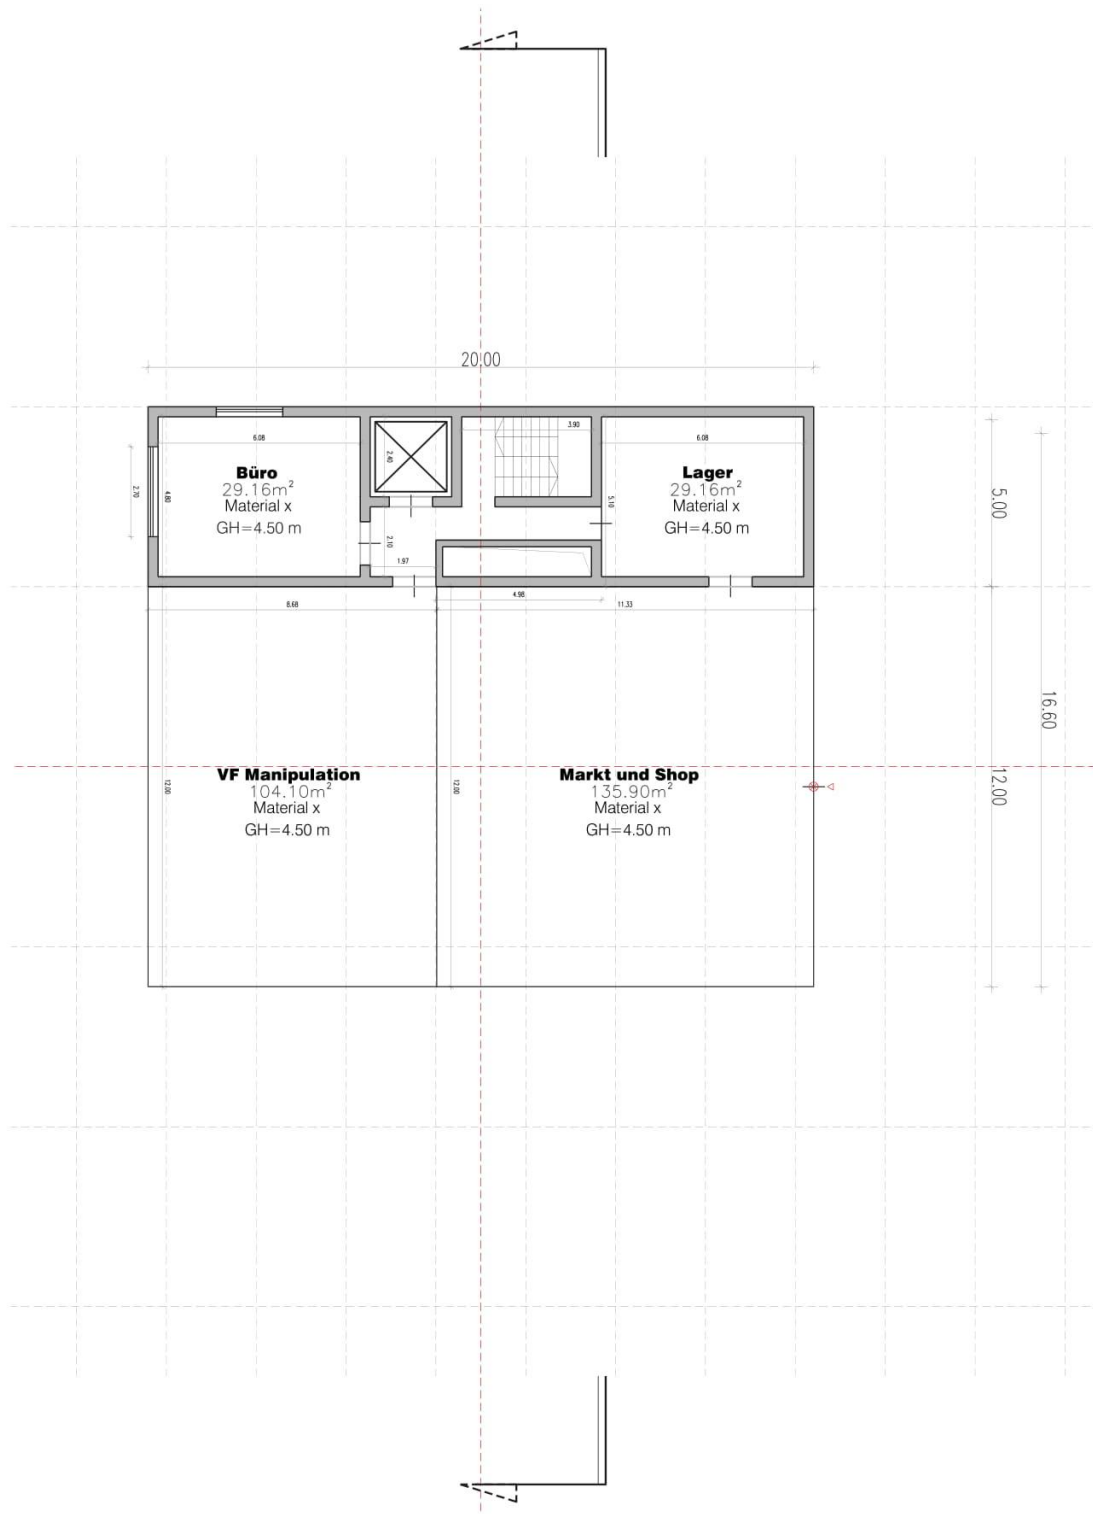 20.00
6.08
3.90
6.08
2.40
Büro
29.16m²
Material x
GH=4.50 m
Lager
29.16m²
Material x
GH=4.50 m
2.70
4.80
5.10
5.00
2.10
1.97
4.98
8.68
11.33
16.60
VF Manipulation
104.10m²
Material x
GH=4.50 m
Markt und Shop
135.90m²
Material x
GH=4.50 m
12.00
12.00
12.00